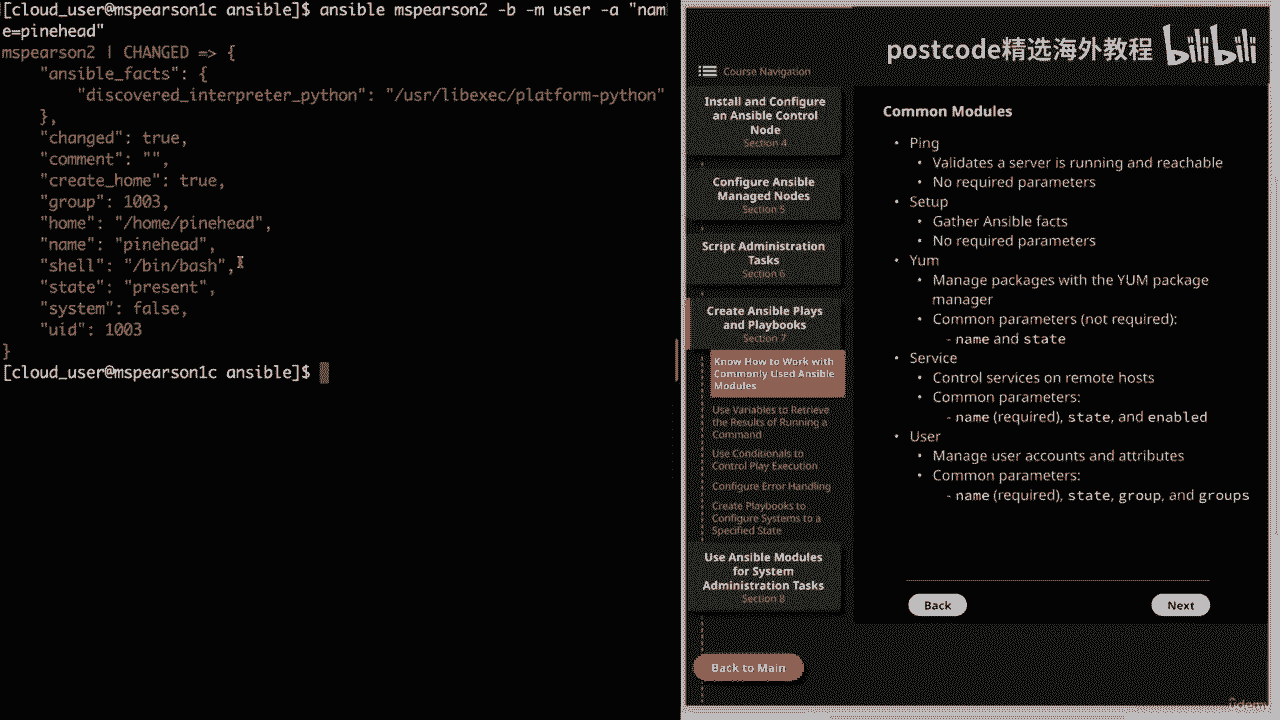 [cloud_user@mspearson1c ansible]$ ansible mspearson2 -b -m user -a "nam
e=pinehead"
mspearson2 | CHANGED => {
    "ansible_facts": {
        "discovered_interpreter_python": "/usr/libexec/platform-python"
    },
    "changed": true,
    "comment": "",
    "create_home": true,
    "group": 1003,
    "home": "/home/pinehead",
    "name": "pinehead",
    "shell": "/bin/bash",
    "state": "present",
    "system": false,
    "uid": 1003
}
[cloud_user@mspearson1c ansible]$
postcode精选海外教程 bilibili
Course Navigation
Install and Configure
an Ansible Control
Node
Section 4
Configure Ansible
Managed Nodes
Section 5
Script Administration
Tasks
Section 6
Create Ansible Plays
and Playbooks
Section 7
Know How to Work with
Commonly Used Ansible
Modules
Use Variables to Retrieve
the Results of Running a
Command
Use Conditionals to
Control Play Execution
Configure Error Handling
Create Playbooks to
Configure Systems to a
Specified State
Use Ansible Modules
for System
Administration Tasks
Section 8
Back to Main
Common Modules
• Ping
• Validates a server is running and reachable
• No required parameters
• Setup
• Gather Ansible facts
• No required parameters
• Yum
• Manage packages with the YUM package
manager
• Common parameters (not required):
- name and state
• Service
• Control services on remote hosts
• Common parameters:
- name (required), state, and enabled
• User
• Manage user accounts and attributes
• Common parameters:
- name (required), state, group, and groups
Back
Next
udemy